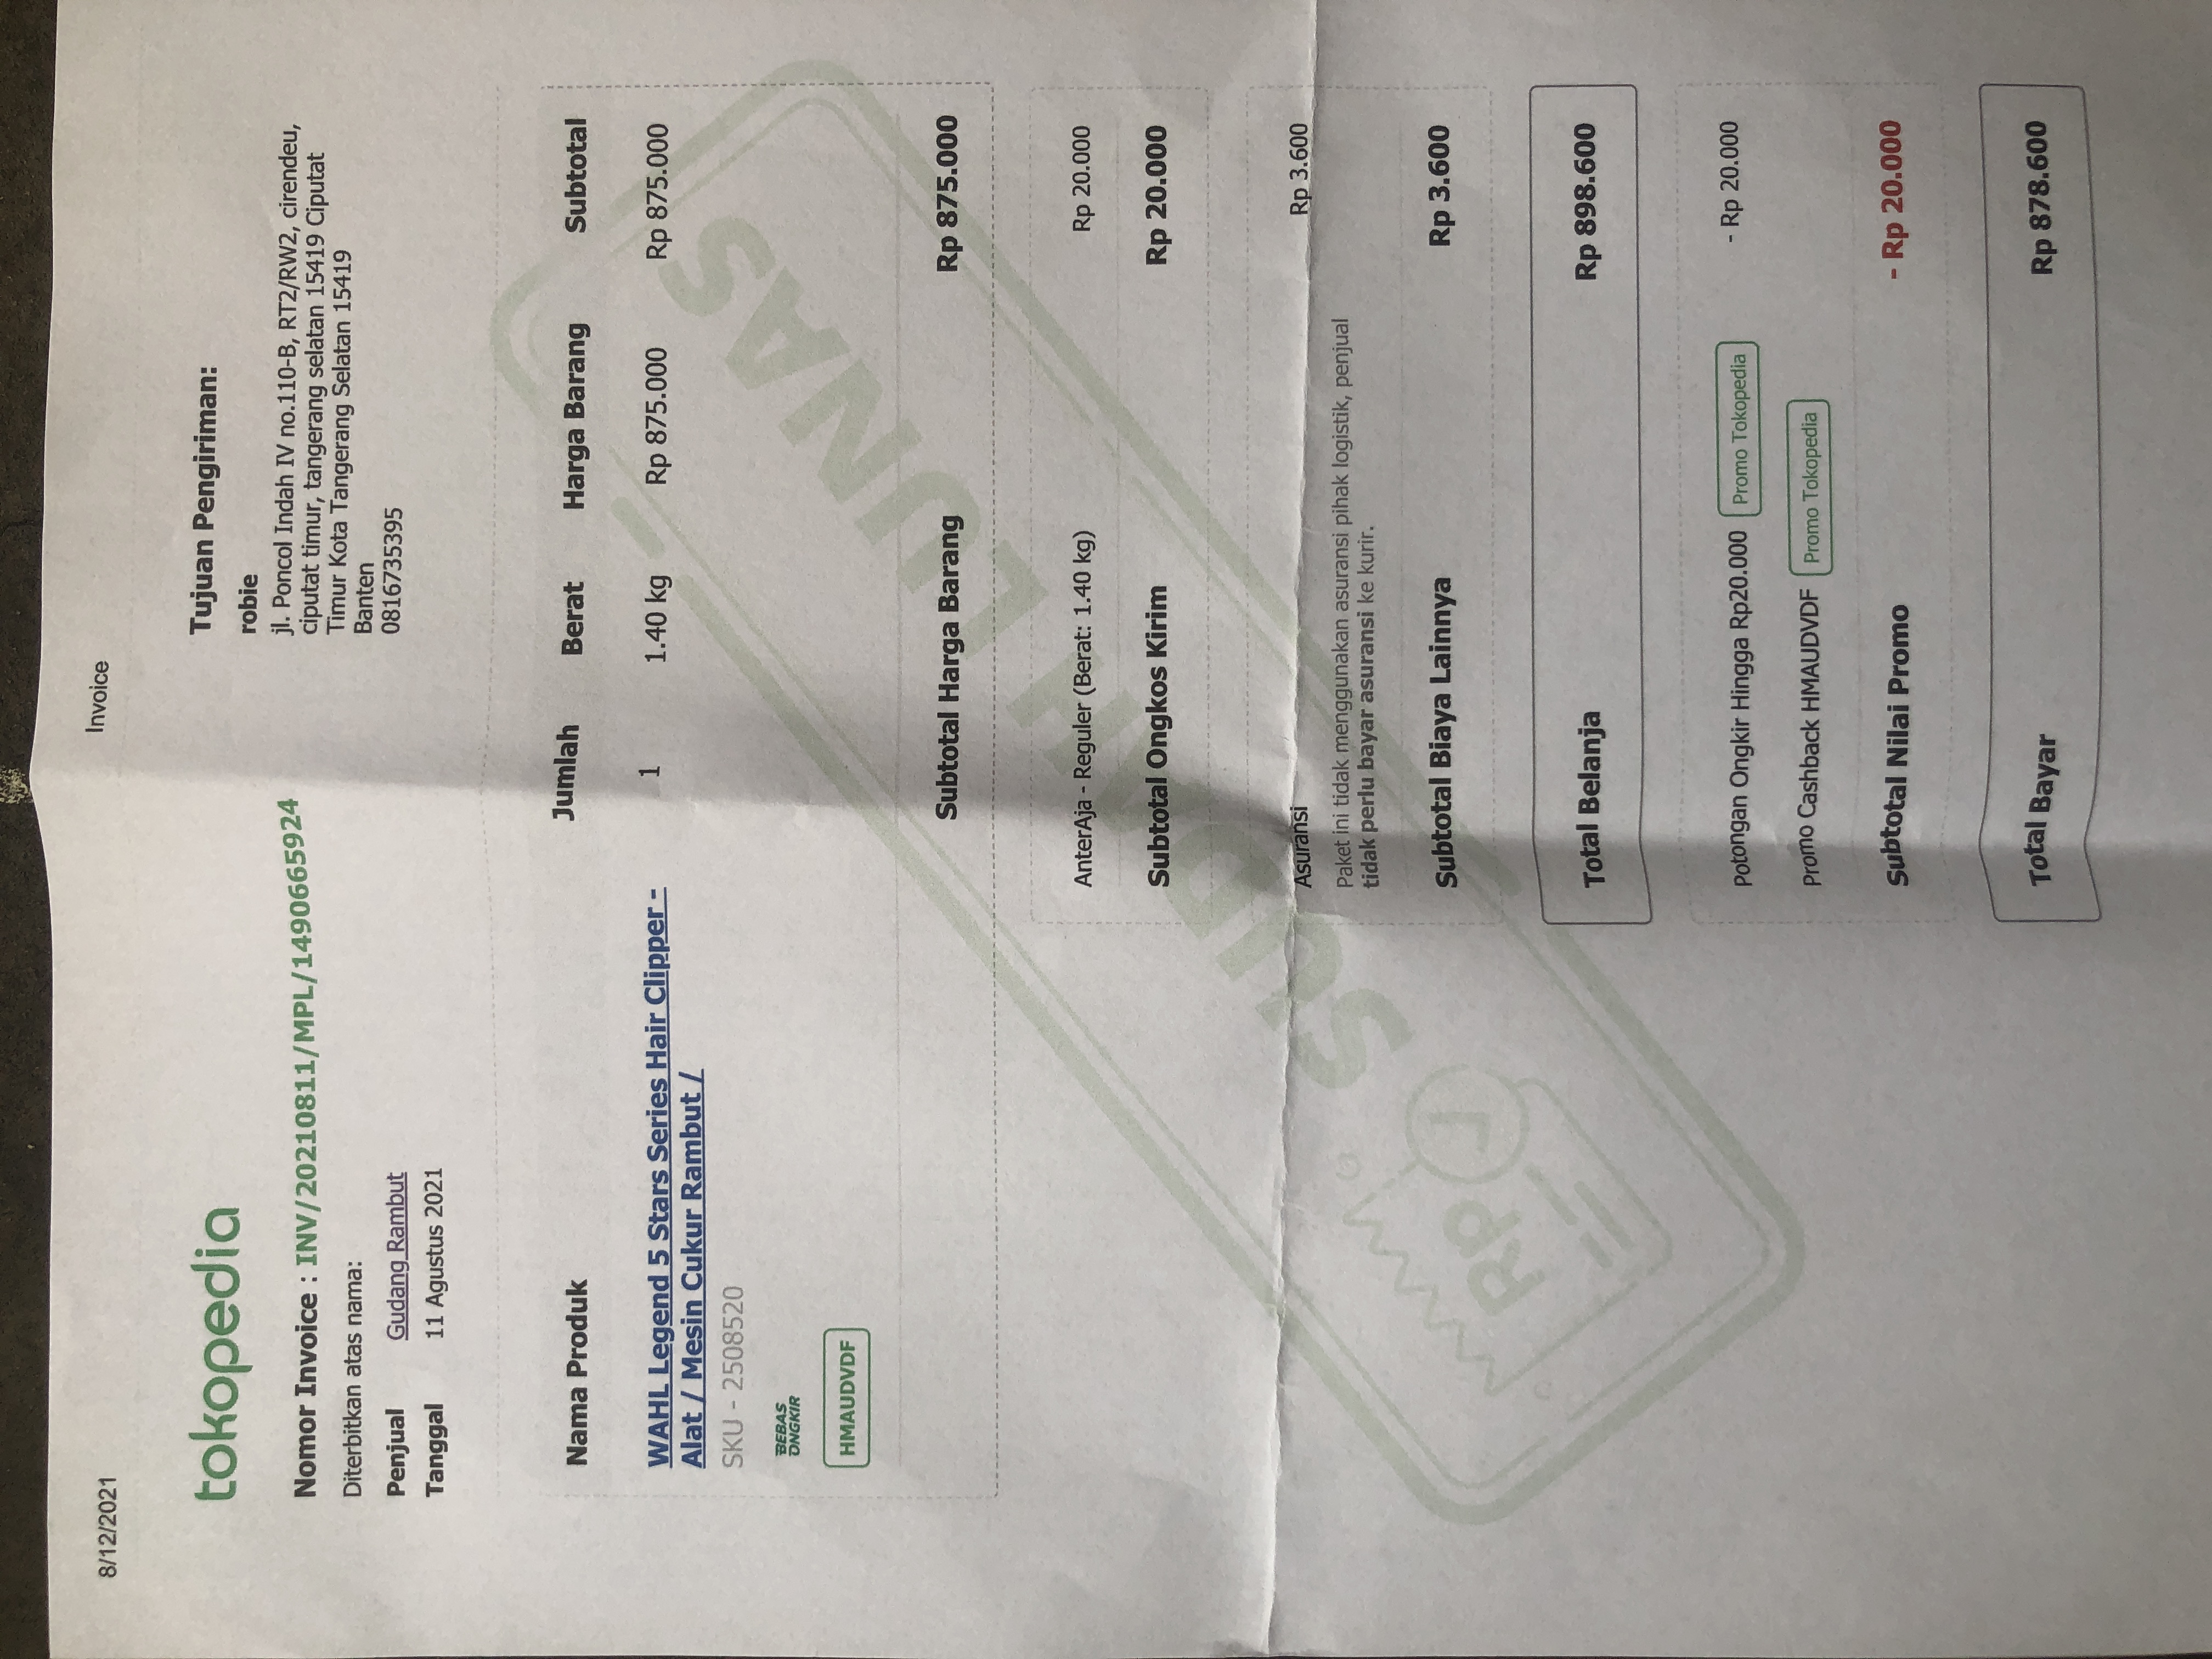 8/12/2021
Invoice
tokopedia
Nomor Invoice : INV/20210811/MPL/1490665924
Diterbitkan atas nama:
Penjual Gudang Rambut
Tanggal 11 Agustus 2021
Tujuan Pengiriman:
robie
jl. Poncol Indah IV no.110-B, RT2/RW2, cirendeu,
ciputat timur, tangerang selatan 15419 Ciputat
Timur Kota Tangerang Selatan 15419
Banten
0816735395
Nama Produk Jumlah Berat Harga Barang Subtotal
WAHL Legend 5 Stars Series Hair Clipper - 1 1.40 kg Rp 875.000 Rp 875.000
Alat / Mesin Cukur Rambut /
SKU - 2508520
BEBAS
ONGKIR
HMAUDVDF
Subtotal Harga Barang Rp 875.000
AnterAja - Reguler (Berat: 1.40 kg) Rp 20.000
Subtotal Ongkos Kirim Rp 20.000
Asuransi Rp 3.600
Paket ini tidak menggunakan asuransi pihak logistik, penjual
tidak perlu bayar asuransi ke kurir.
Subtotal Biaya Lainnya Rp 3.600
Total Belanja Rp 898.600
Potongan Ongkir Hingga Rp20.000 Promo Tokopedia - Rp 20.000
Promo Cashback HMAUDVDF Promo Tokopedia
Subtotal Nilai Promo - Rp 20.000
Total Bayar Rp 878.600
RP SUDAH LUNAS